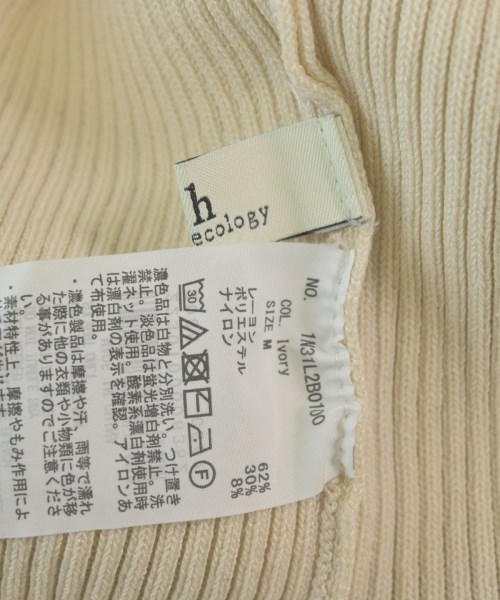 h
ecology
NO. 1/N31L2B0100
COL. Ivory
SIZE M
レーヨン 62%
ポリエステル 30%
ナイロン 8%
30
F
濃色品は白物と分別洗い。つけ置き
禁止。淡色品は蛍光増白剤禁止。洗
濯ネット使用。酸素系漂白剤使用時
は漂白剤の表示を確認。アイロンあ
て布使用。
・濃色製品は摩擦や汗、雨等で濡れ
た際に他の衣類や小物類に色が移
る事がありますのでご注意くださ
い。
・素材特性上、摩擦やもみ作用によ